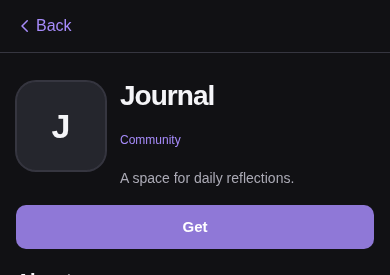 Back
J
Journal
Community
A space for daily reflections.
Get